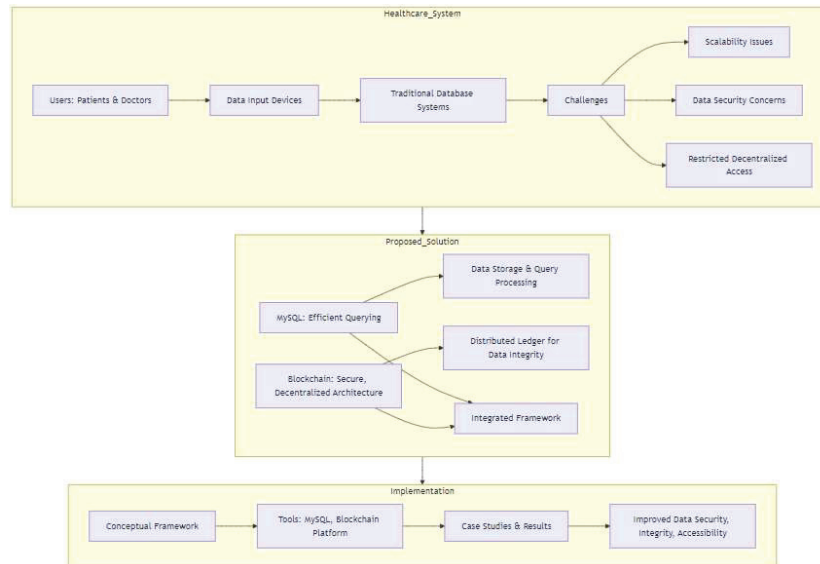 Healthcare_System
Scalability Issues
Users: Patients & Doctors
Data Input Devices
Traditional Database
Systems
Challenges
Data Security Concerns
Restricted Decentralized
Access
Proposed_Solution
Data Storage & Query
Processing
MySQL: Efficient Querying
Distributed Ledger for
Data Integrity
Blockchain: Secure,
Decentralized Architecture
Integrated Framework
Implementation
Conceptual Framework
Tools: MySQL, Blockchain
Platform
Case Studies & Results
Improved Data Security,
Integrity, Accessibility